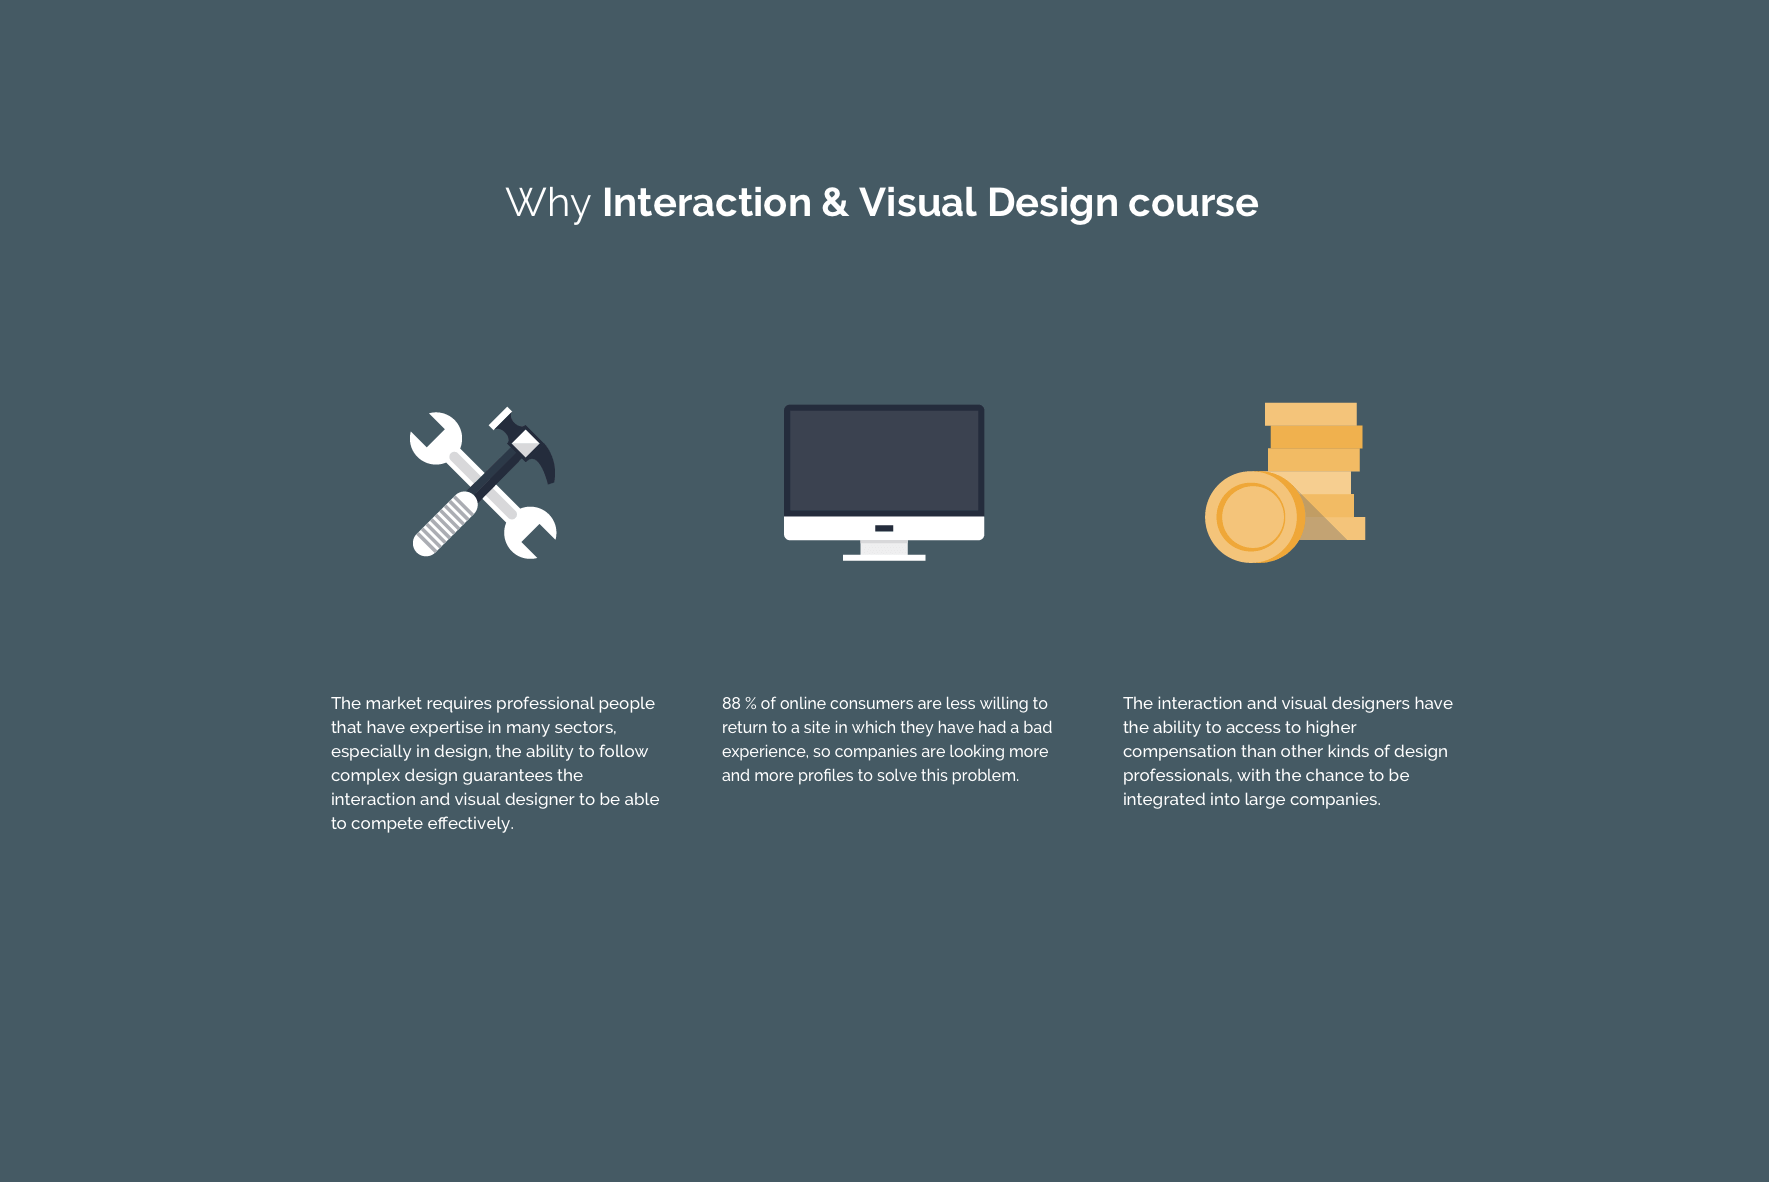 Why Interaction & Visual Design course
The market requires professional people
that have expertise in many sectors,
especially in design, the ability to follow
complex design guarantees the
interaction and visual designer to be able
to compete effectively.
88 % of online consumers are less willing to
return to a site in which they have had a bad
experience, so companies are looking more
and more profiles to solve this problem.
The interaction and visual designers have
the ability to access to higher
compensation than other kinds of design
professionals, with the chance to be
integrated into large companies.